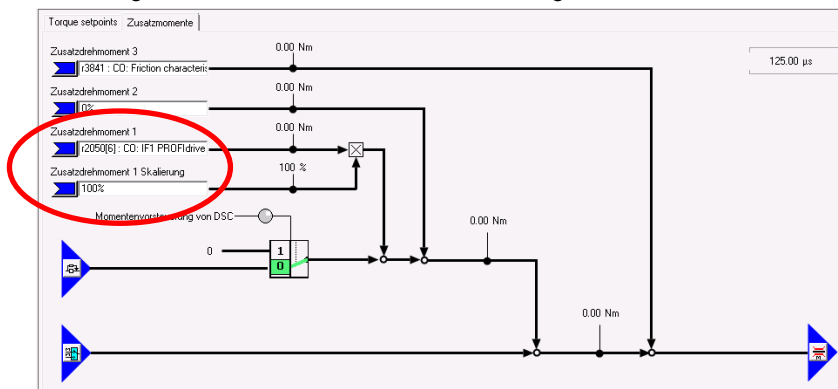 Torque setpoints Zusatzmomente
Zusatzdrehmoment 3
0.00 Nm
r3841 : CO: Friction characteris
125.00 µs
Zusatzdrehmoment 2
0.00 Nm
0%
Zusatzdrehmoment 1
0.00 Nm
r2050[6] : CO: IF1 PROFIdrive
Zusatzdrehmoment 1 Skalierung
100 %
100%
Momentenvorsteuerung von DSC
0.00 Nm
0
1
0
0.00 Nm